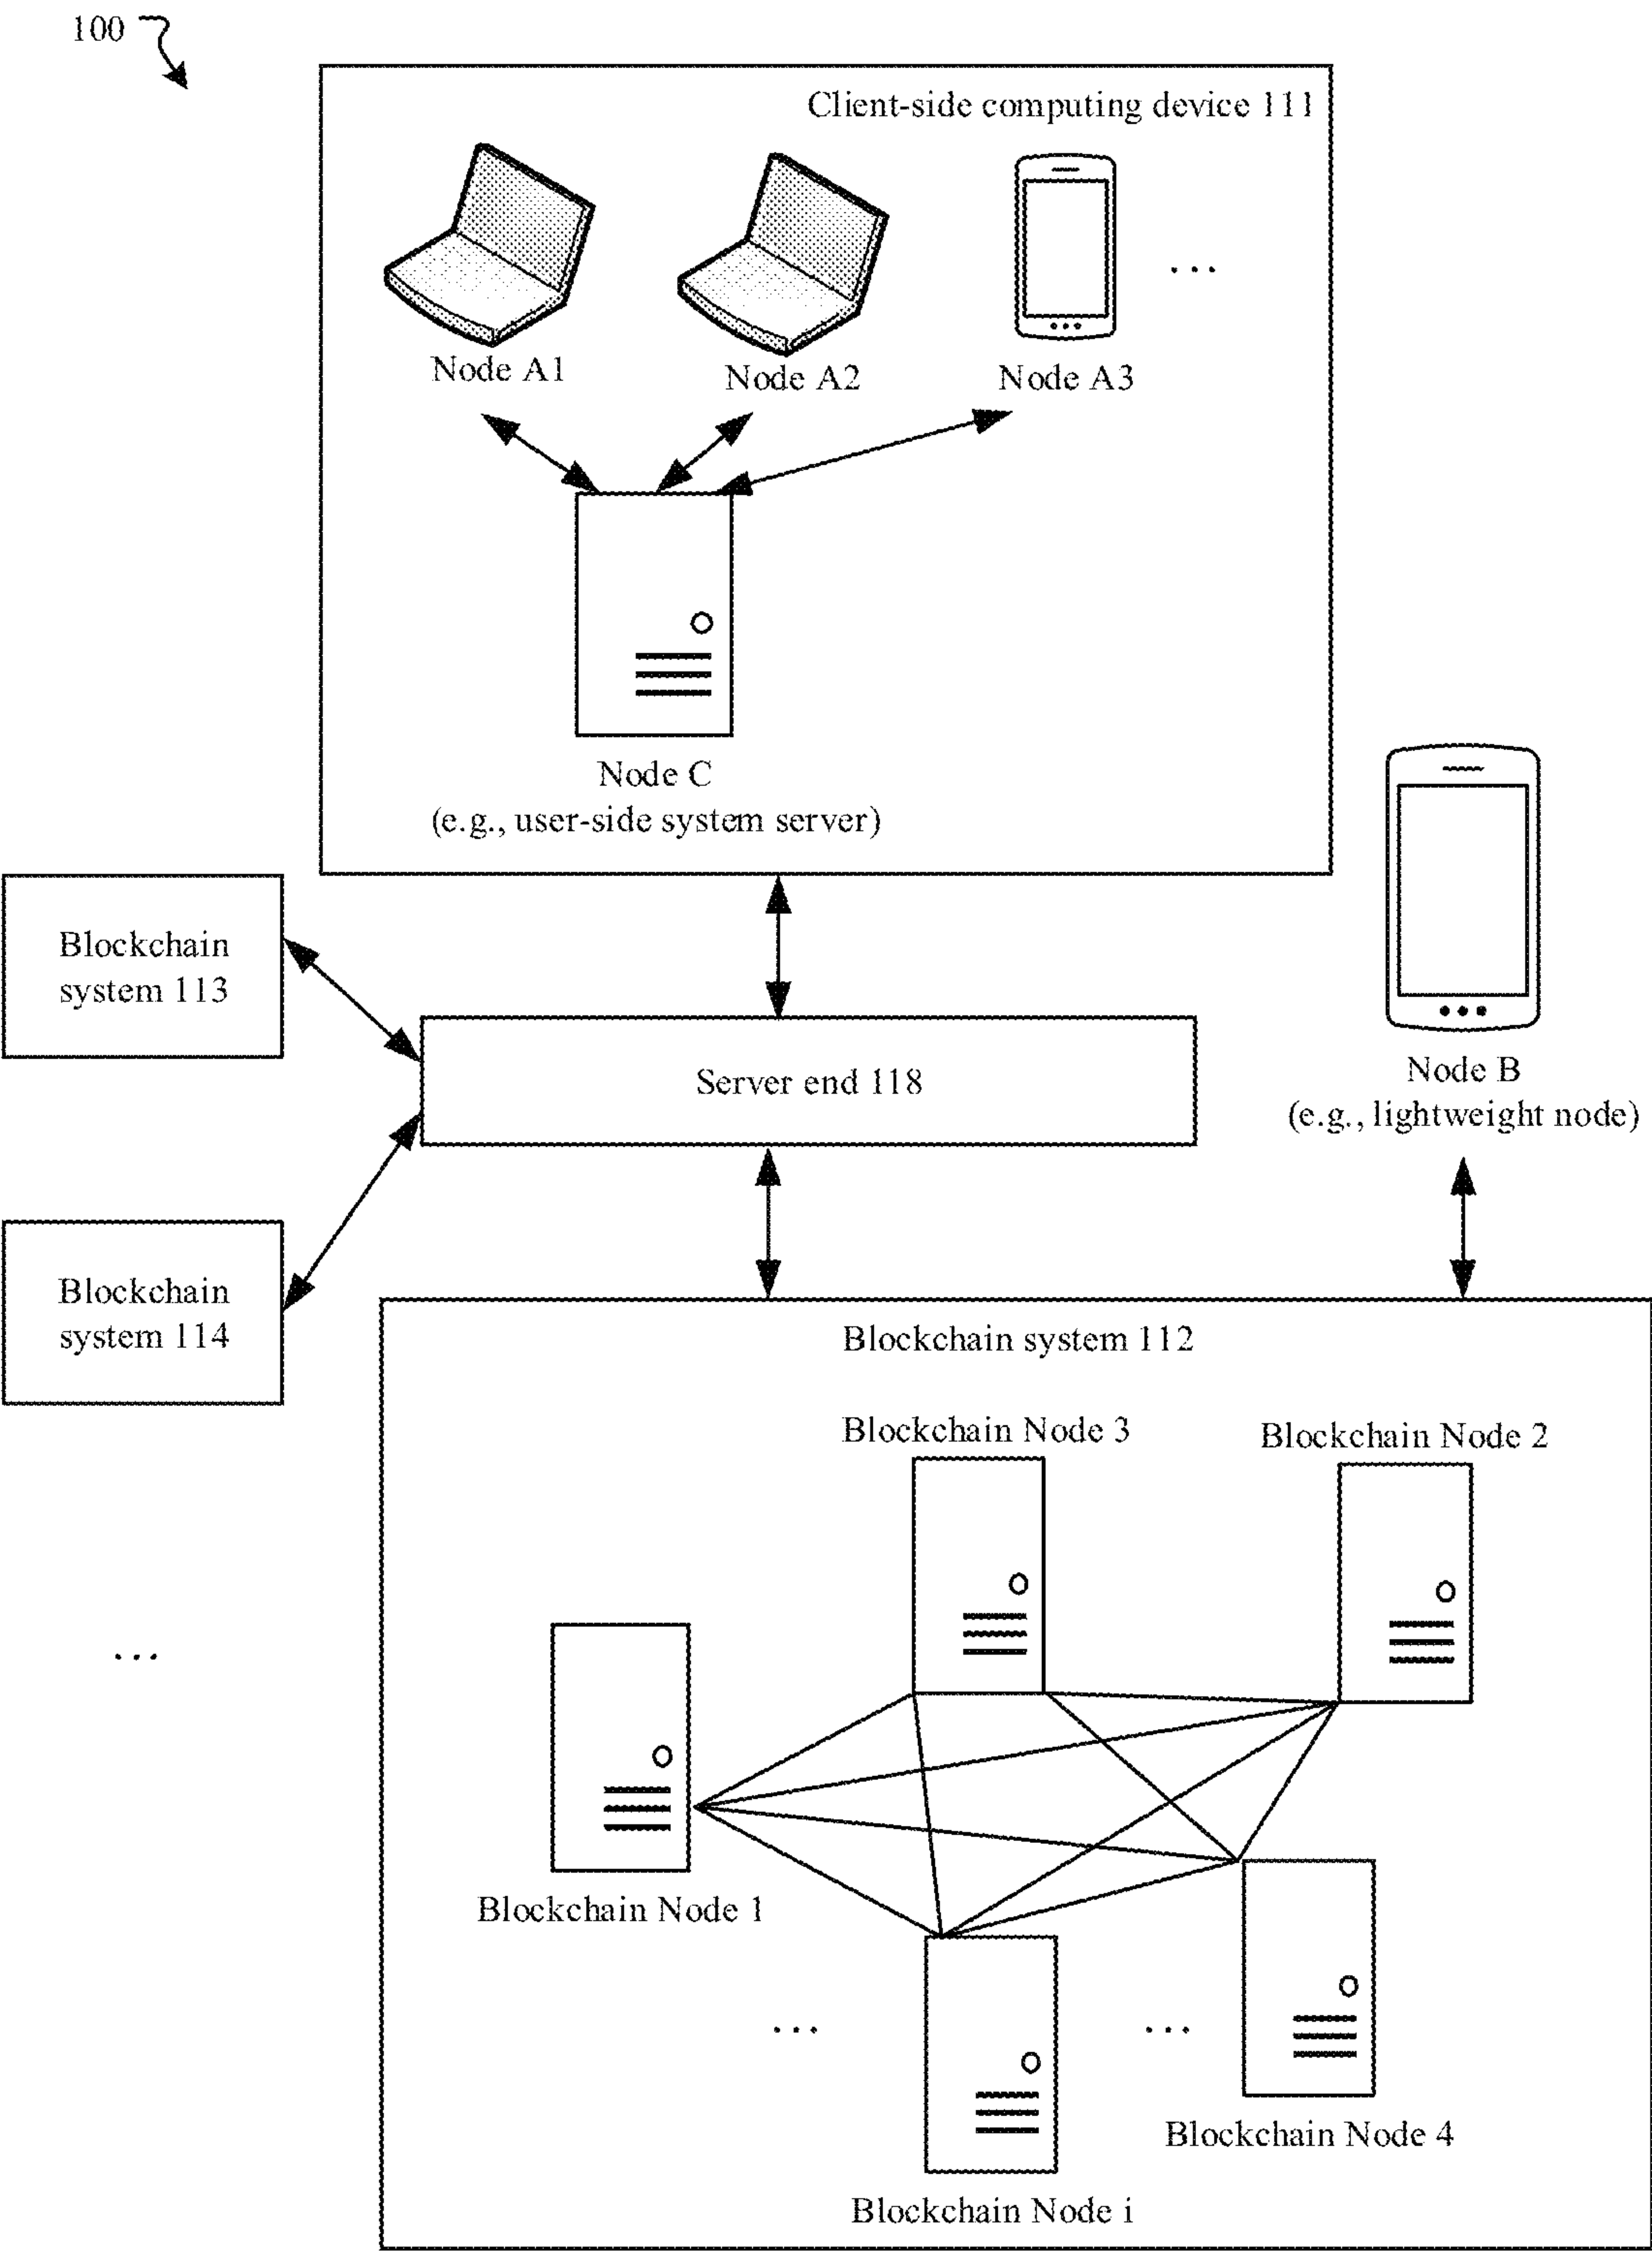 100
Client-side computing device 111
...
Node A1
Node A2
Node A3
Node C
(e.g., user-side system server)
Blockchain
system 113
Server end 118
Node B
(e.g., lightweight node)
Blockchain
system 114
Blockchain system 112
Blockchain Node 3
Blockchain Node 2
...
Blockchain Node 1
...
...
Blockchain Node 4
Blockchain Node i